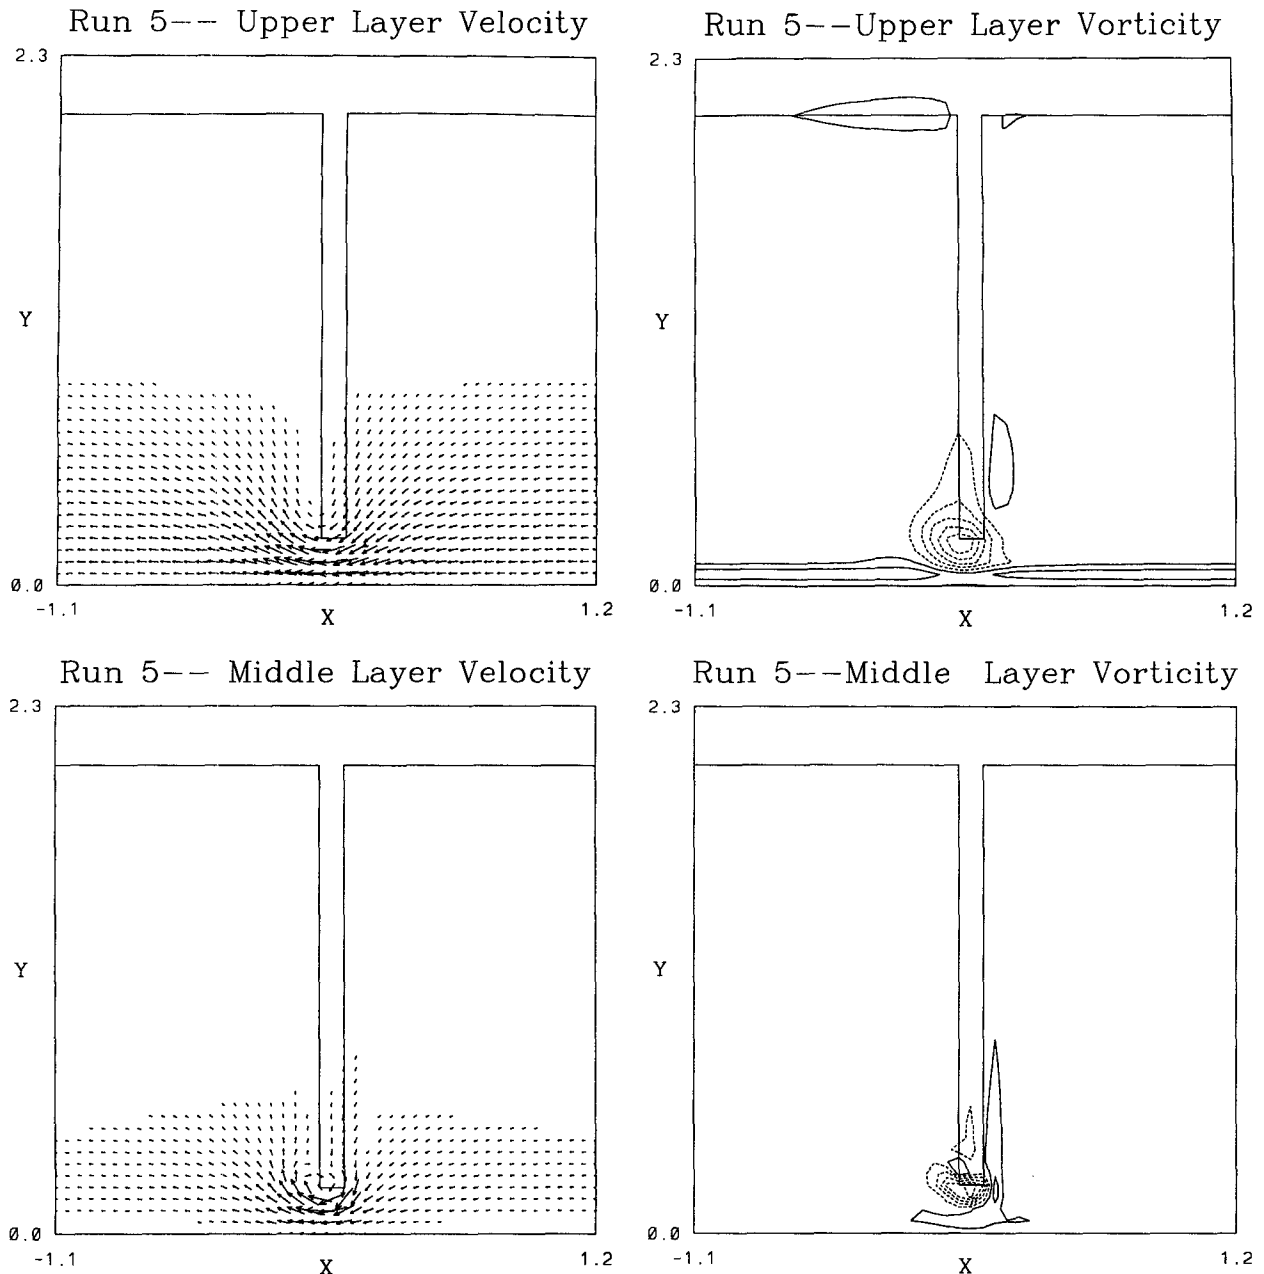 Run 5-- Upper Layer Velocity
2.3
Y
0.0
-1.1
X
1.2
Run 5--Upper Layer Vorticity
2.3
Y
0.0
-1.1
X
1.2
Run 5-- Middle Layer Velocity
2.3
Y
0.0
-1.1
X
1.2
Run 5--Middle Layer Vorticity
2.3
Y
0.0
-1.1
X
1.2